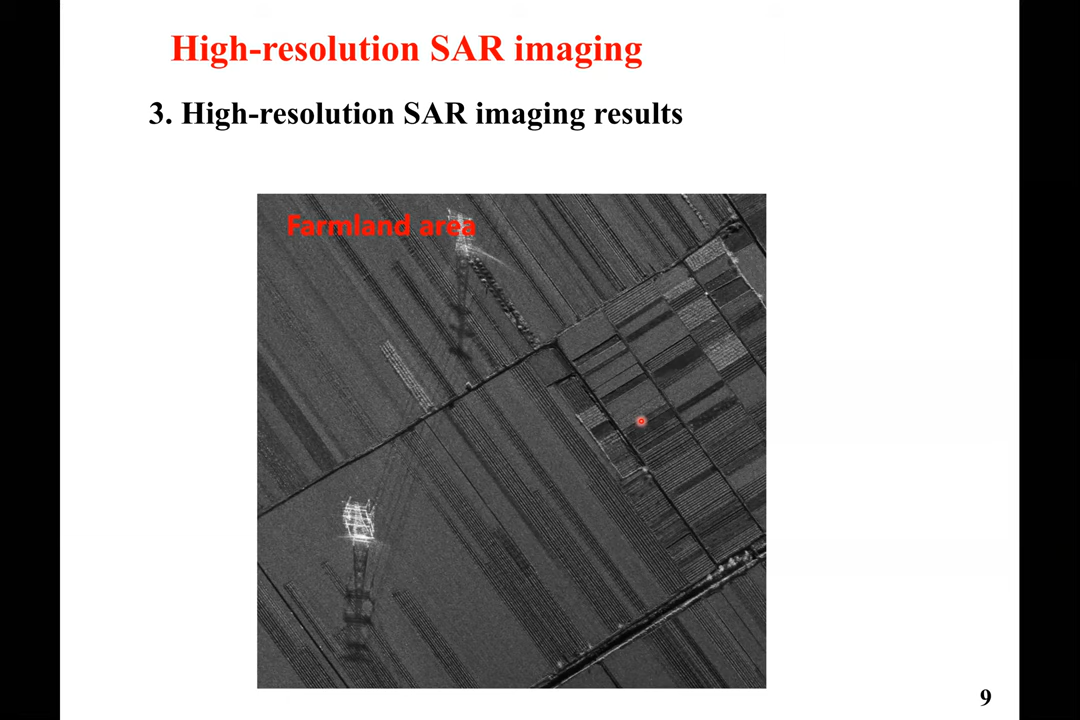 High-resolution SAR imaging
3. High-resolution SAR imaging results
Farmland area
9